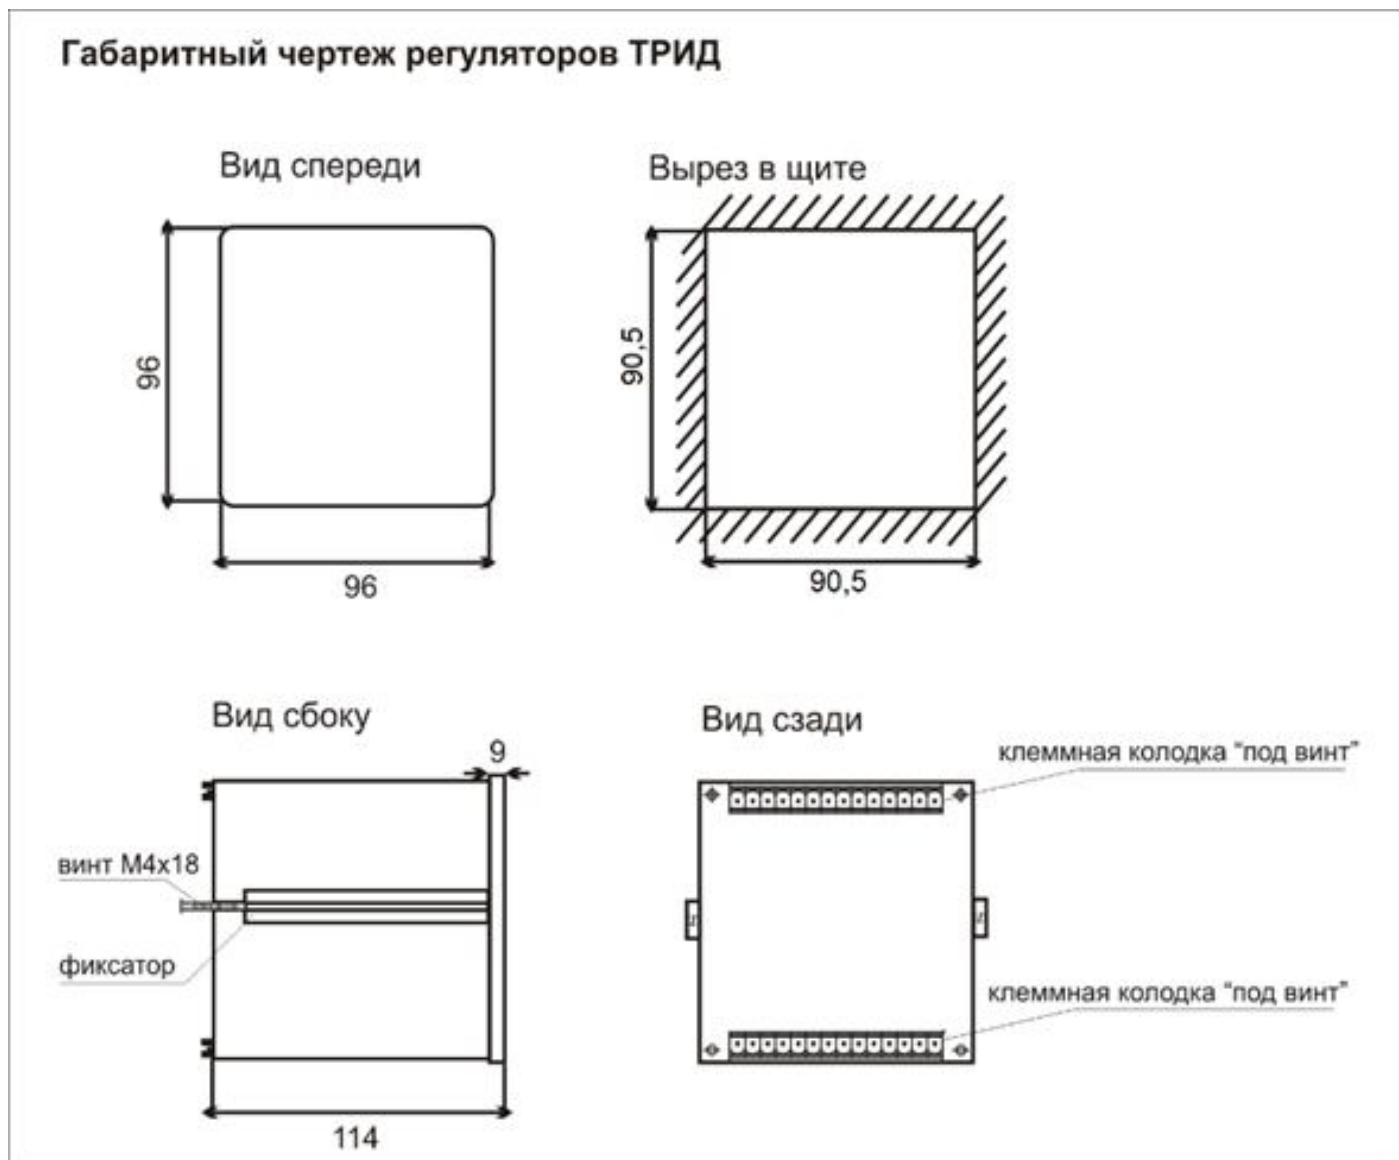 Габаритный чертеж регуляторов ТРИД
Вид спереди
Вырез в щите
96
90,5
96
90,5
Вид сбоку
Вид сзади
9
клеммная колодка “под винт”
винт М4х18
фиксатор
клеммная колодка “под винт”
114